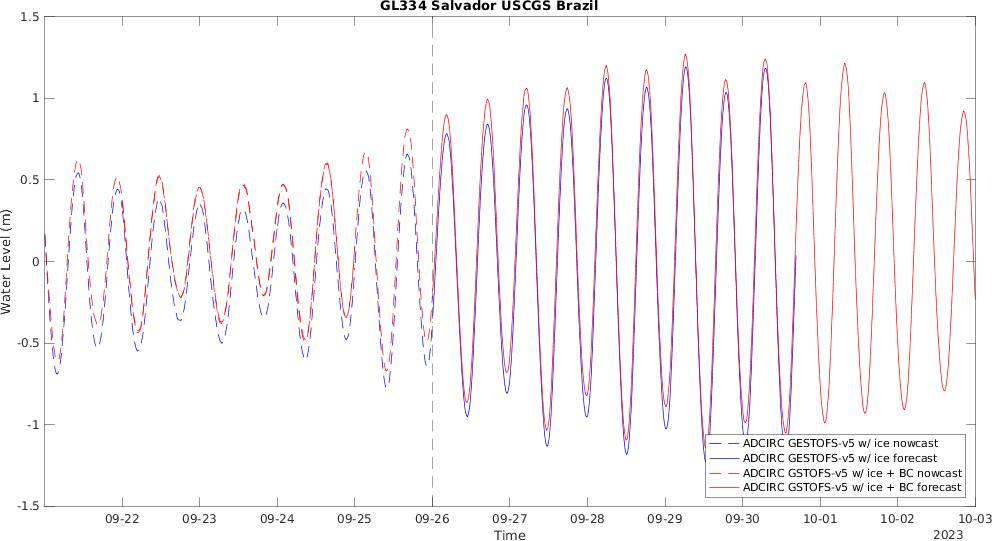 GL334 Salvador USCGS Brazil
1.5
1
0.5
0
-0.5
-1
-1.5
Water Level (m)
09-22 09-23 09-24 09-25 09-26 09-27 09-28 09-29 09-30 10-01 10-02 10-03
Time
2023
ADCIRC GESTOFS-v5 w/ ice nowcast
ADCIRC GESTOFS-v5 w/ ice forecast
ADCIRC GSTOFS-v5 w/ ice + BC nowcast
ADCIRC GSTOFS-v5 w/ ice + BC forecast